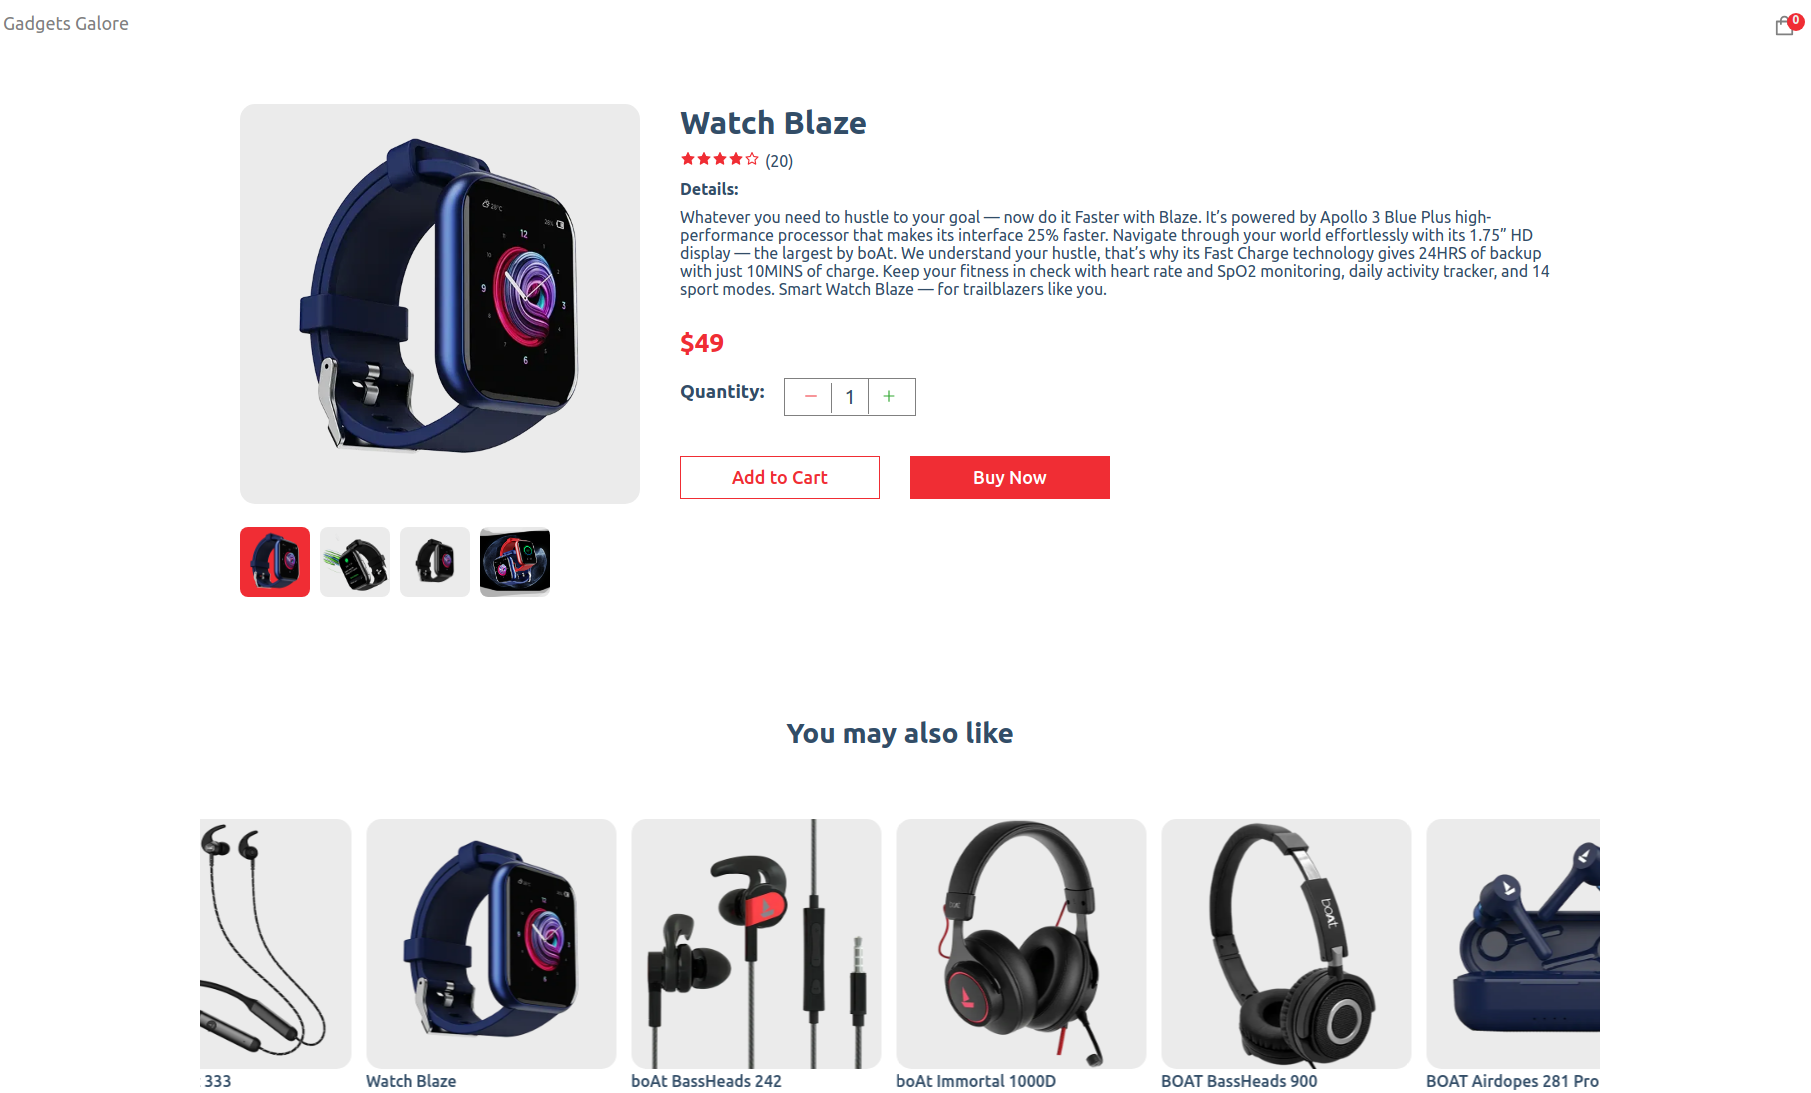 Gadgets Galore
0
Watch Blaze
(20)
Details:
Whatever you need to hustle to your goal — now do it Faster with Blaze. It’s powered by Apollo 3 Blue Plus high-
performance processor that makes its interface 25% faster. Navigate through your world effortlessly with its 1.75” HD
display — the largest by boAt. We understand your hustle, that’s why its Fast Charge technology gives 24HRS of backup
with just 10MINS of charge. Keep your fitness in check with heart rate and SpO2 monitoring, daily activity tracker, and 14
sport modes. Smart Watch Blaze — for trailblazers like you.
$49
Quantity:
1
Add to Cart
Buy Now
12
9
3
6
You may also like
boAt
333
Watch Blaze
boAt BassHeads 242
boAt Immortal 1000D
BOAT BassHeads 900
BOAT Airdopes 281 Pro